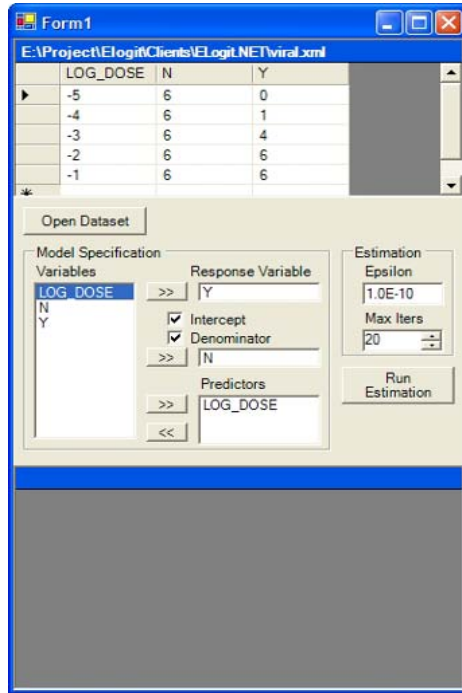 Form1
E:\Project\Elogit\Clients\ELogit.NET\viral.xml
LOG_DOSE N Y
-5 6 0
-4 6 1
-3 6 4
-2 6 6
-1 6 6
*
Open Dataset
Model Specification
Variables
LOG_DOSE
N
Y
Response Variable
>> Y
Intercept
Denominator
>> N
Predictors
>> LOG_DOSE
<<
Estimation
Epsilon
1.0E-10
Max Iters
20
Run
Estimation